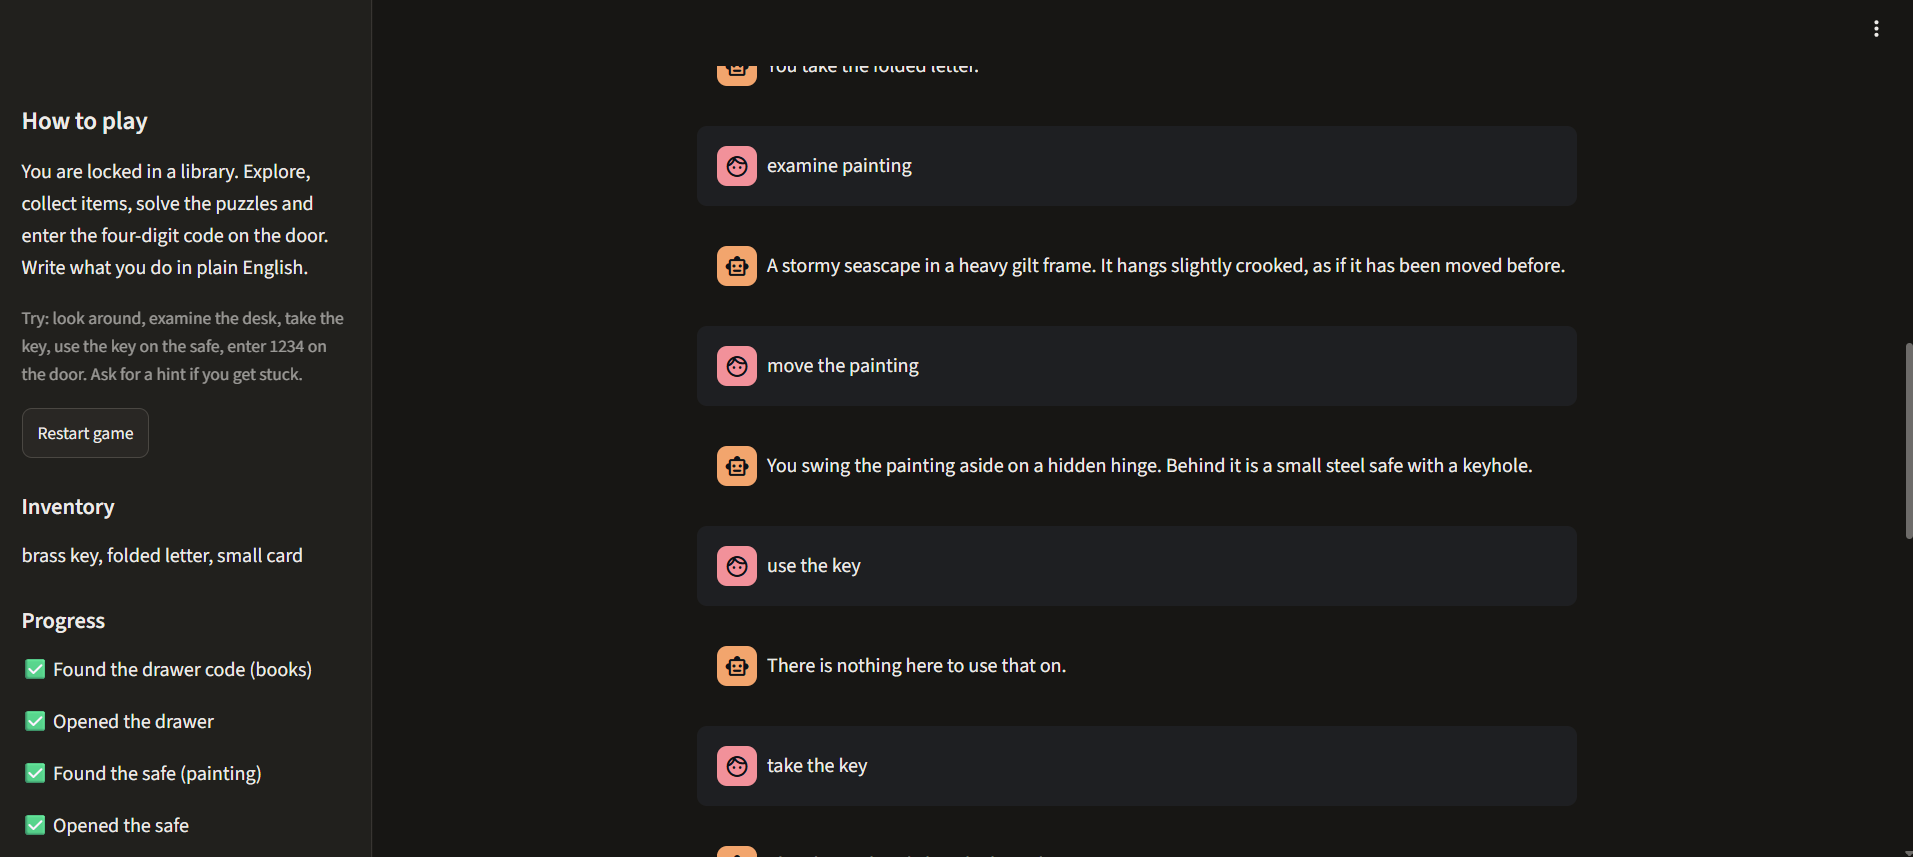 How to play
You are locked in a library. Explore,
collect items, solve the puzzles and
enter the four-digit code on the door.
Write what you do in plain English.
Try: look around, examine the desk, take the
key, use the key on the safe, enter 1234 on
the door. Ask for a hint if you get stuck.
Restart game
Inventory
brass key, folded letter, small card
Progress
✅ Found the drawer code (books)
✅ Opened the drawer
✅ Found the safe (painting)
✅ Opened the safe
You take the folded letter.
examine painting
A stormy seascape in a heavy gilt frame. It hangs slightly crooked, as if it has been moved before.
move the painting
You swing the painting aside on a hidden hinge. Behind it is a small steel safe with a keyhole.
use the key
There is nothing here to use that on.
take the key